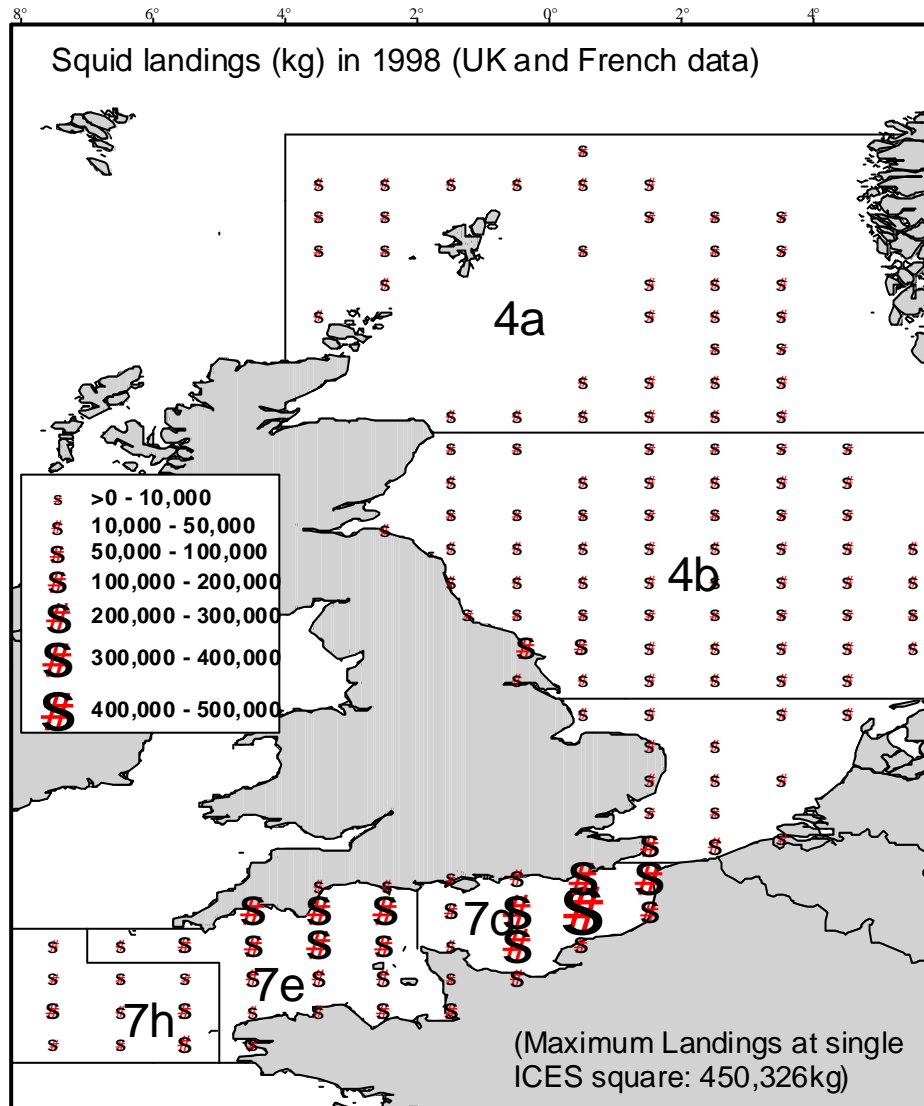 8° 6° 4° 2° 0° 2° 4°
Squid landings (kg) in 1998 (UK and French data)
4a
>0 - 10,000
10,000 - 50,000
50,000 - 100,000
100,000 - 200,000
200,000 - 300,000
300,000 - 400,000
400,000 - 500,000
4b
7d
7e
7h
(Maximum Landings at single
ICES square: 450,326kg)